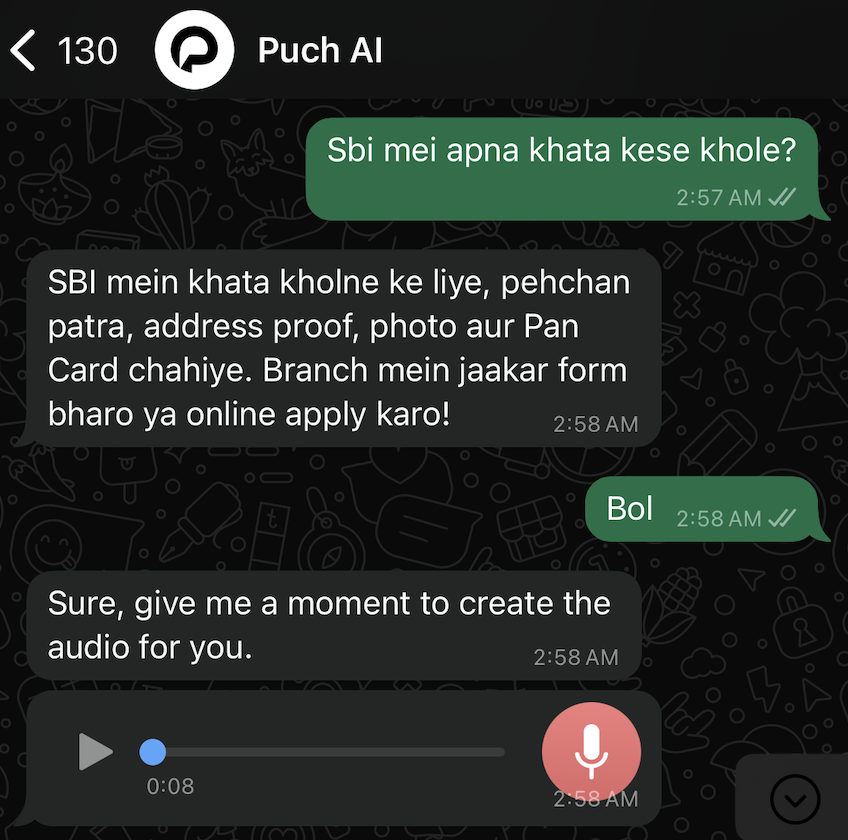 130
Puch AI
Sbi mei apna khata kese khole?
2:57 AM
SBI mein khata kholne ke liye, pehchan
patra, address proof, photo aur Pan
Card chahiye. Branch mein jaakar form
bharo ya online apply karo!
2:58 AM
Bol
2:58 AM
Sure, give me a moment to create the
audio for you.
2:58 AM
0:08
2:58 AM